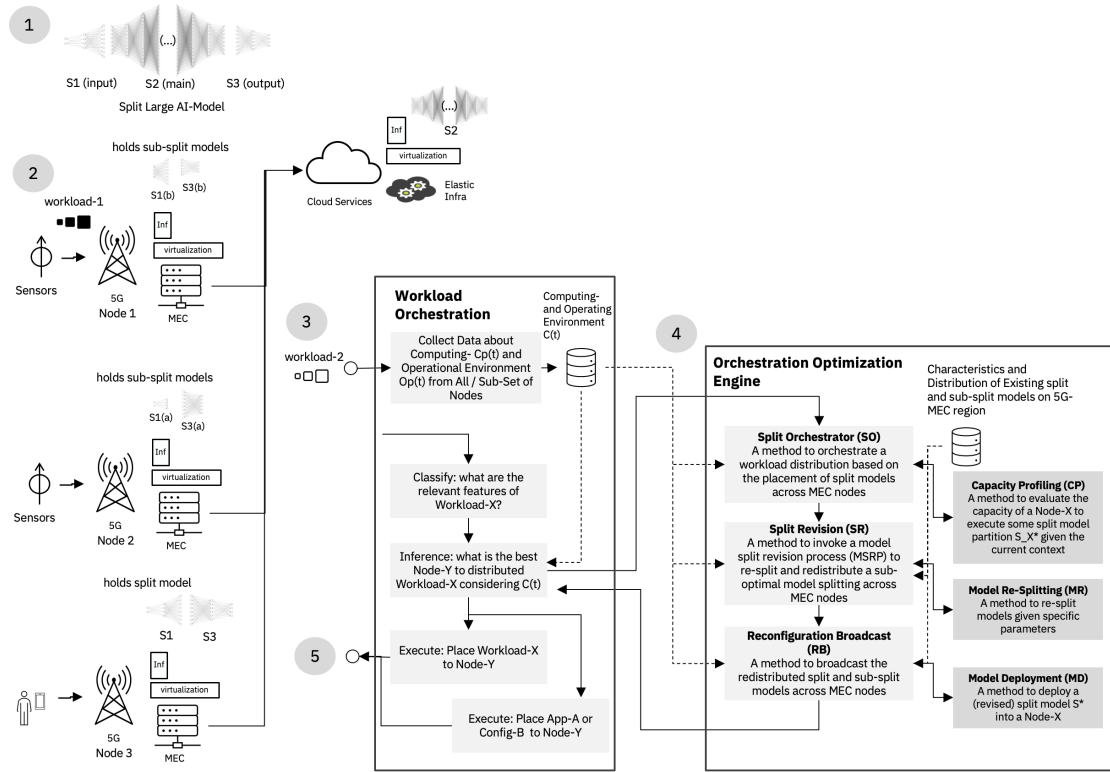 1
(...)
S1 (input)
S2 (main)
S3 (output)
Split Large AI-Model
(...)
S2
Inf
virtualization
Cloud Services
Elastic
Infra
holds sub-split models
2
S1(b)
S3(b)
workload-1
Inf
virtualization
Sensors
5G
Node 1
MEC
holds sub-split models
S1(a)
S3(a)
Inf
virtualization
Sensors
5G
Node 2
MEC
holds split model
S1
S3
Inf
virtualization
5G
Node 3
MEC
3
workload-2
Workload
Orchestration
Computing-
and Operating
Environment
C(t)
Collect Data about
Computing- Cp(t) and
Operational Environment
Op(t) from All / Sub-Set of
Nodes
Classify: what are the
relevant features of
Workload-X?
Inference: what is the best
Node-Y to distributed
Workload-X considering C(t)
5
Execute: Place Workload-X
to Node-Y
Execute: Place App-A or
Config-B to Node-Y
4
Orchestration Optimization
Engine
Characteristics and
Distribution of Existing split
and sub-split models on 5G-
MEC region
Split Orchestrator (SO)
A method to orchestrate a
workload distribution based on
the placement of split models
across MEC nodes
Split Revision (SR)
A method to invoke a model
split revision process (MSRP) to
re-split and redistribute a sub-
optimal model splitting across
MEC nodes
Reconfiguration Broadcast
(RB)
A method to broadcast the
redistributed split and sub-split
models across MEC nodes
Capacity Profiling (CP)
A method to evaluate the
capacity of a Node-X to
execute some split model
partition S_X* given the
current context
Model Re-Splitting (MR)
A method to re-split
models given specific
parameters
Model Deployment (MD)
A method to deploy a
(revised) split model S*
into a Node-X